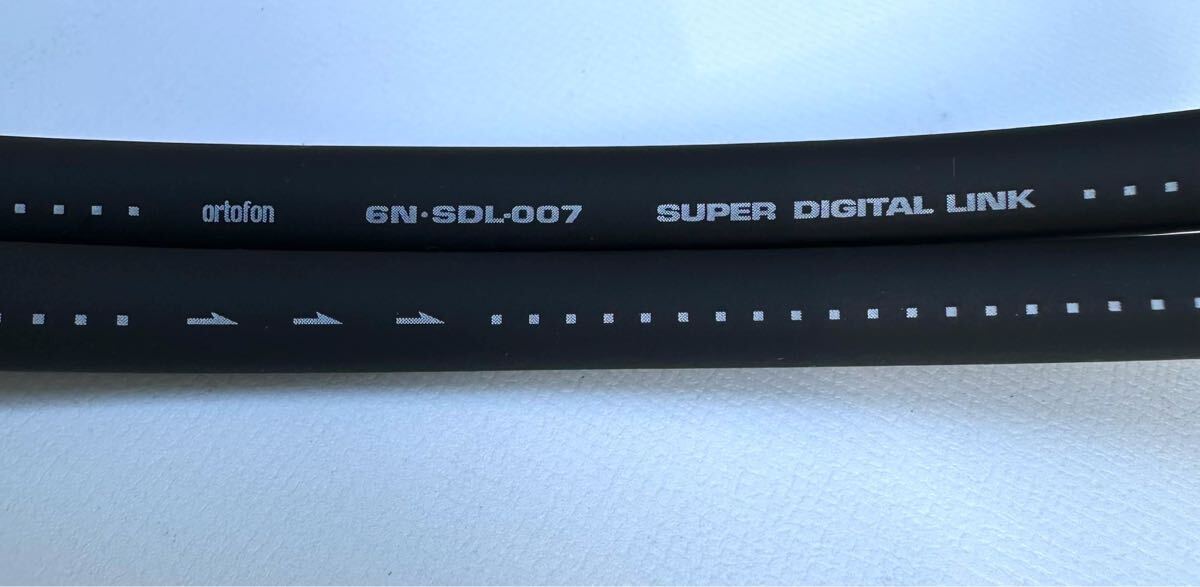 ortofon 6N·SDL-007 SUPER DIGITAL LINK